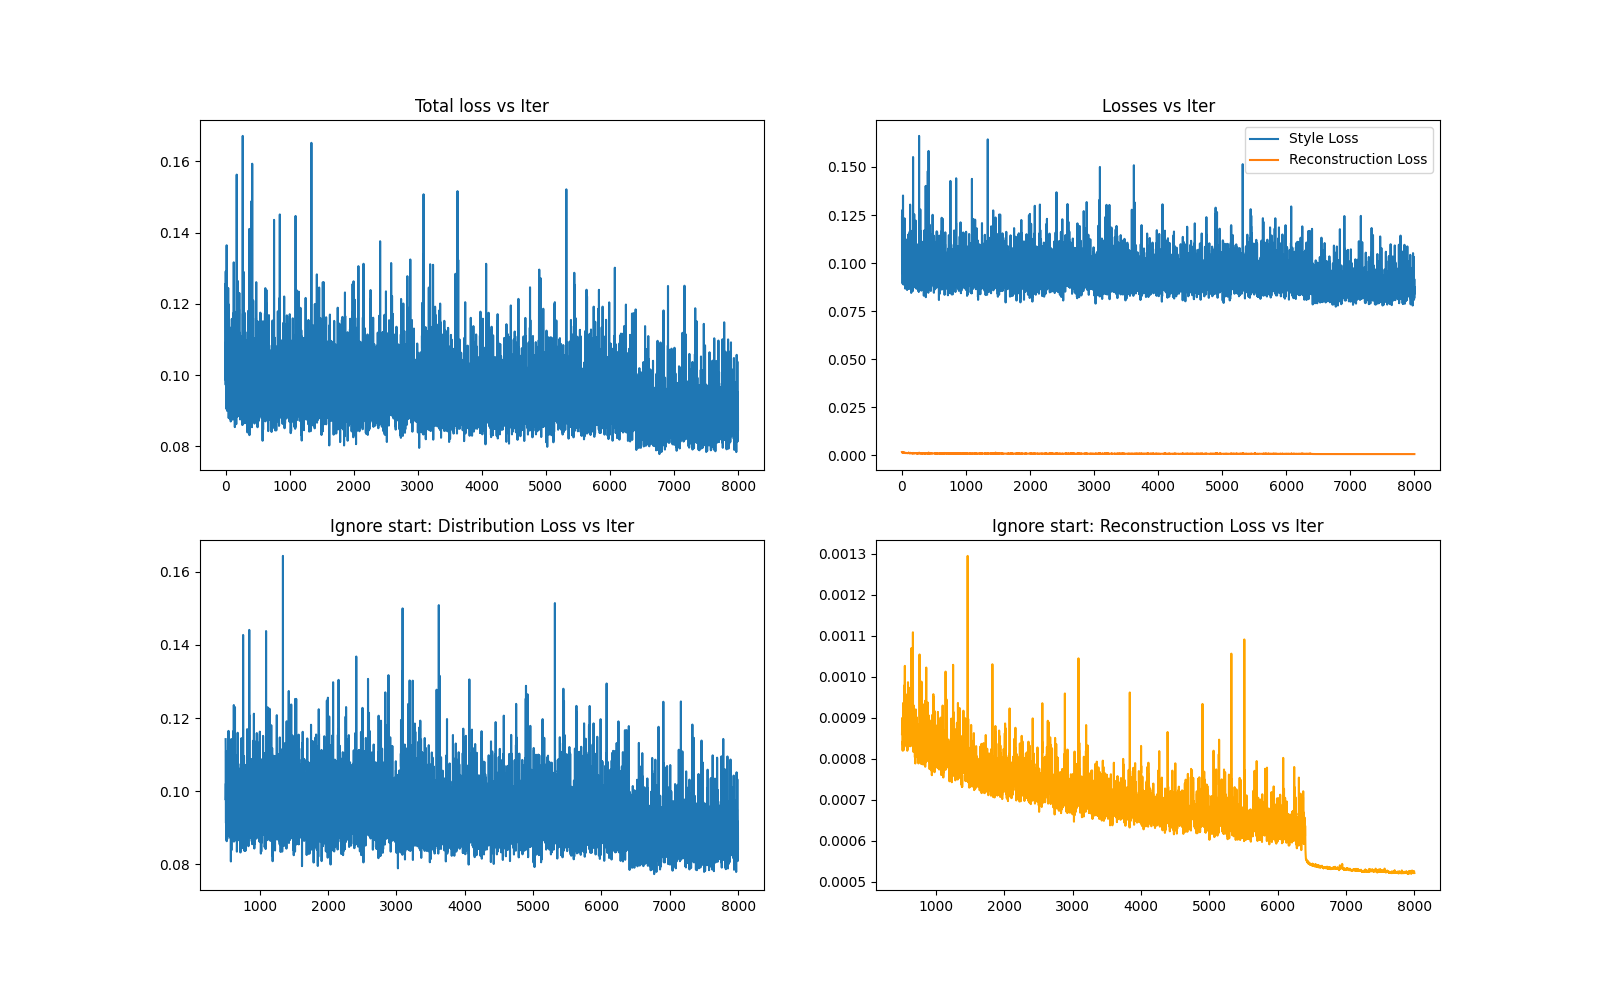 Total loss vs Iter
0.16
0.14
0.12
0.10
0.08
0 1000 2000 3000 4000 5000 6000 7000 8000
Losses vs Iter
Style Loss
Reconstruction Loss
0.150
0.125
0.100
0.075
0.050
0.025
0.000
0 1000 2000 3000 4000 5000 6000 7000 8000
Ignore start: Distribution Loss vs Iter
0.16
0.14
0.12
0.10
0.08
1000 2000 3000 4000 5000 6000 7000 8000
Ignore start: Reconstruction Loss vs Iter
0.0013
0.0012
0.0011
0.0010
0.0009
0.0008
0.0007
0.0006
0.0005
1000 2000 3000 4000 5000 6000 7000 8000